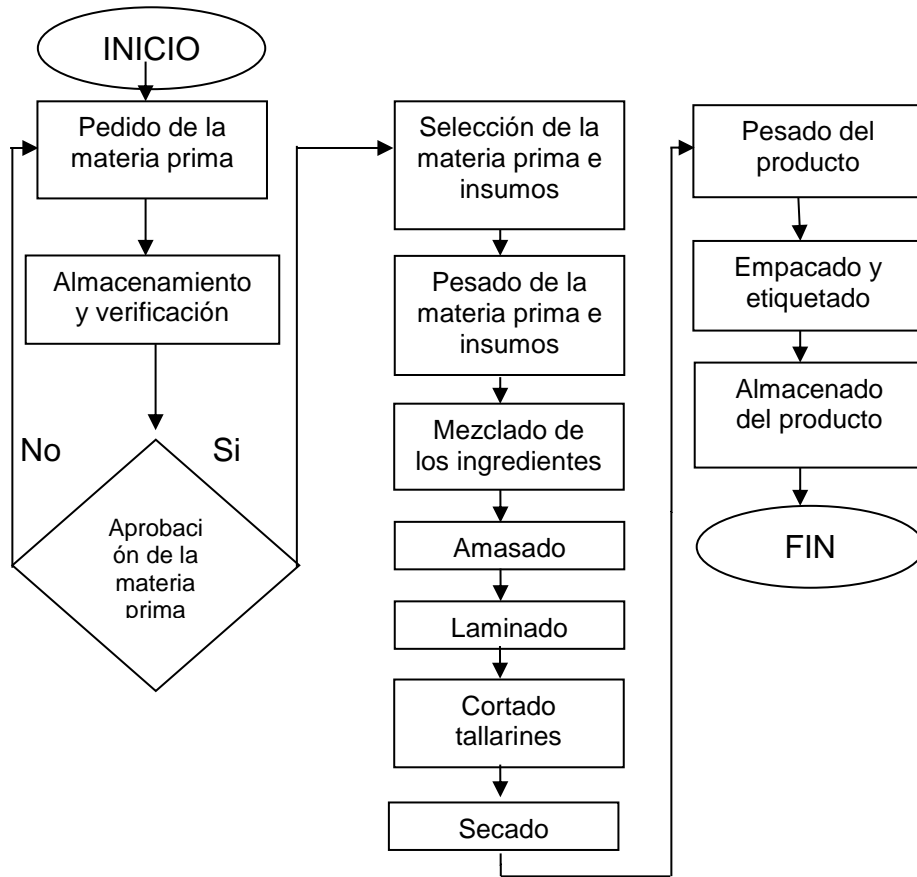 INICIO
Pedido de la
materia prima
Almacenamiento
y verificación
No
Si
Aprobaci
ón de la
materia
prima
Selección de la
materia prima e
insumos
Pesado de la
materia prima e
insumos
Mezclado de
los ingredientes
Amasado
Laminado
Cortado
tallarines
Secado
Pesado del
producto
Empacado y
etiquetado
Almacenado
del producto
FIN